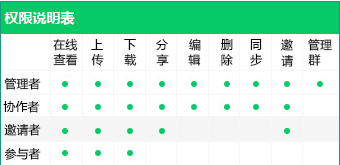 权限说明表
在线查看 上传 下载 分享 编辑 删除 同步 邀请 管理群
管理者 ● ● ● ● ● ● ● ● ●
协作者 ● ● ● ● ● ● ● ●
邀请者 ● ● ● ● ●
参与者 ● ● ●